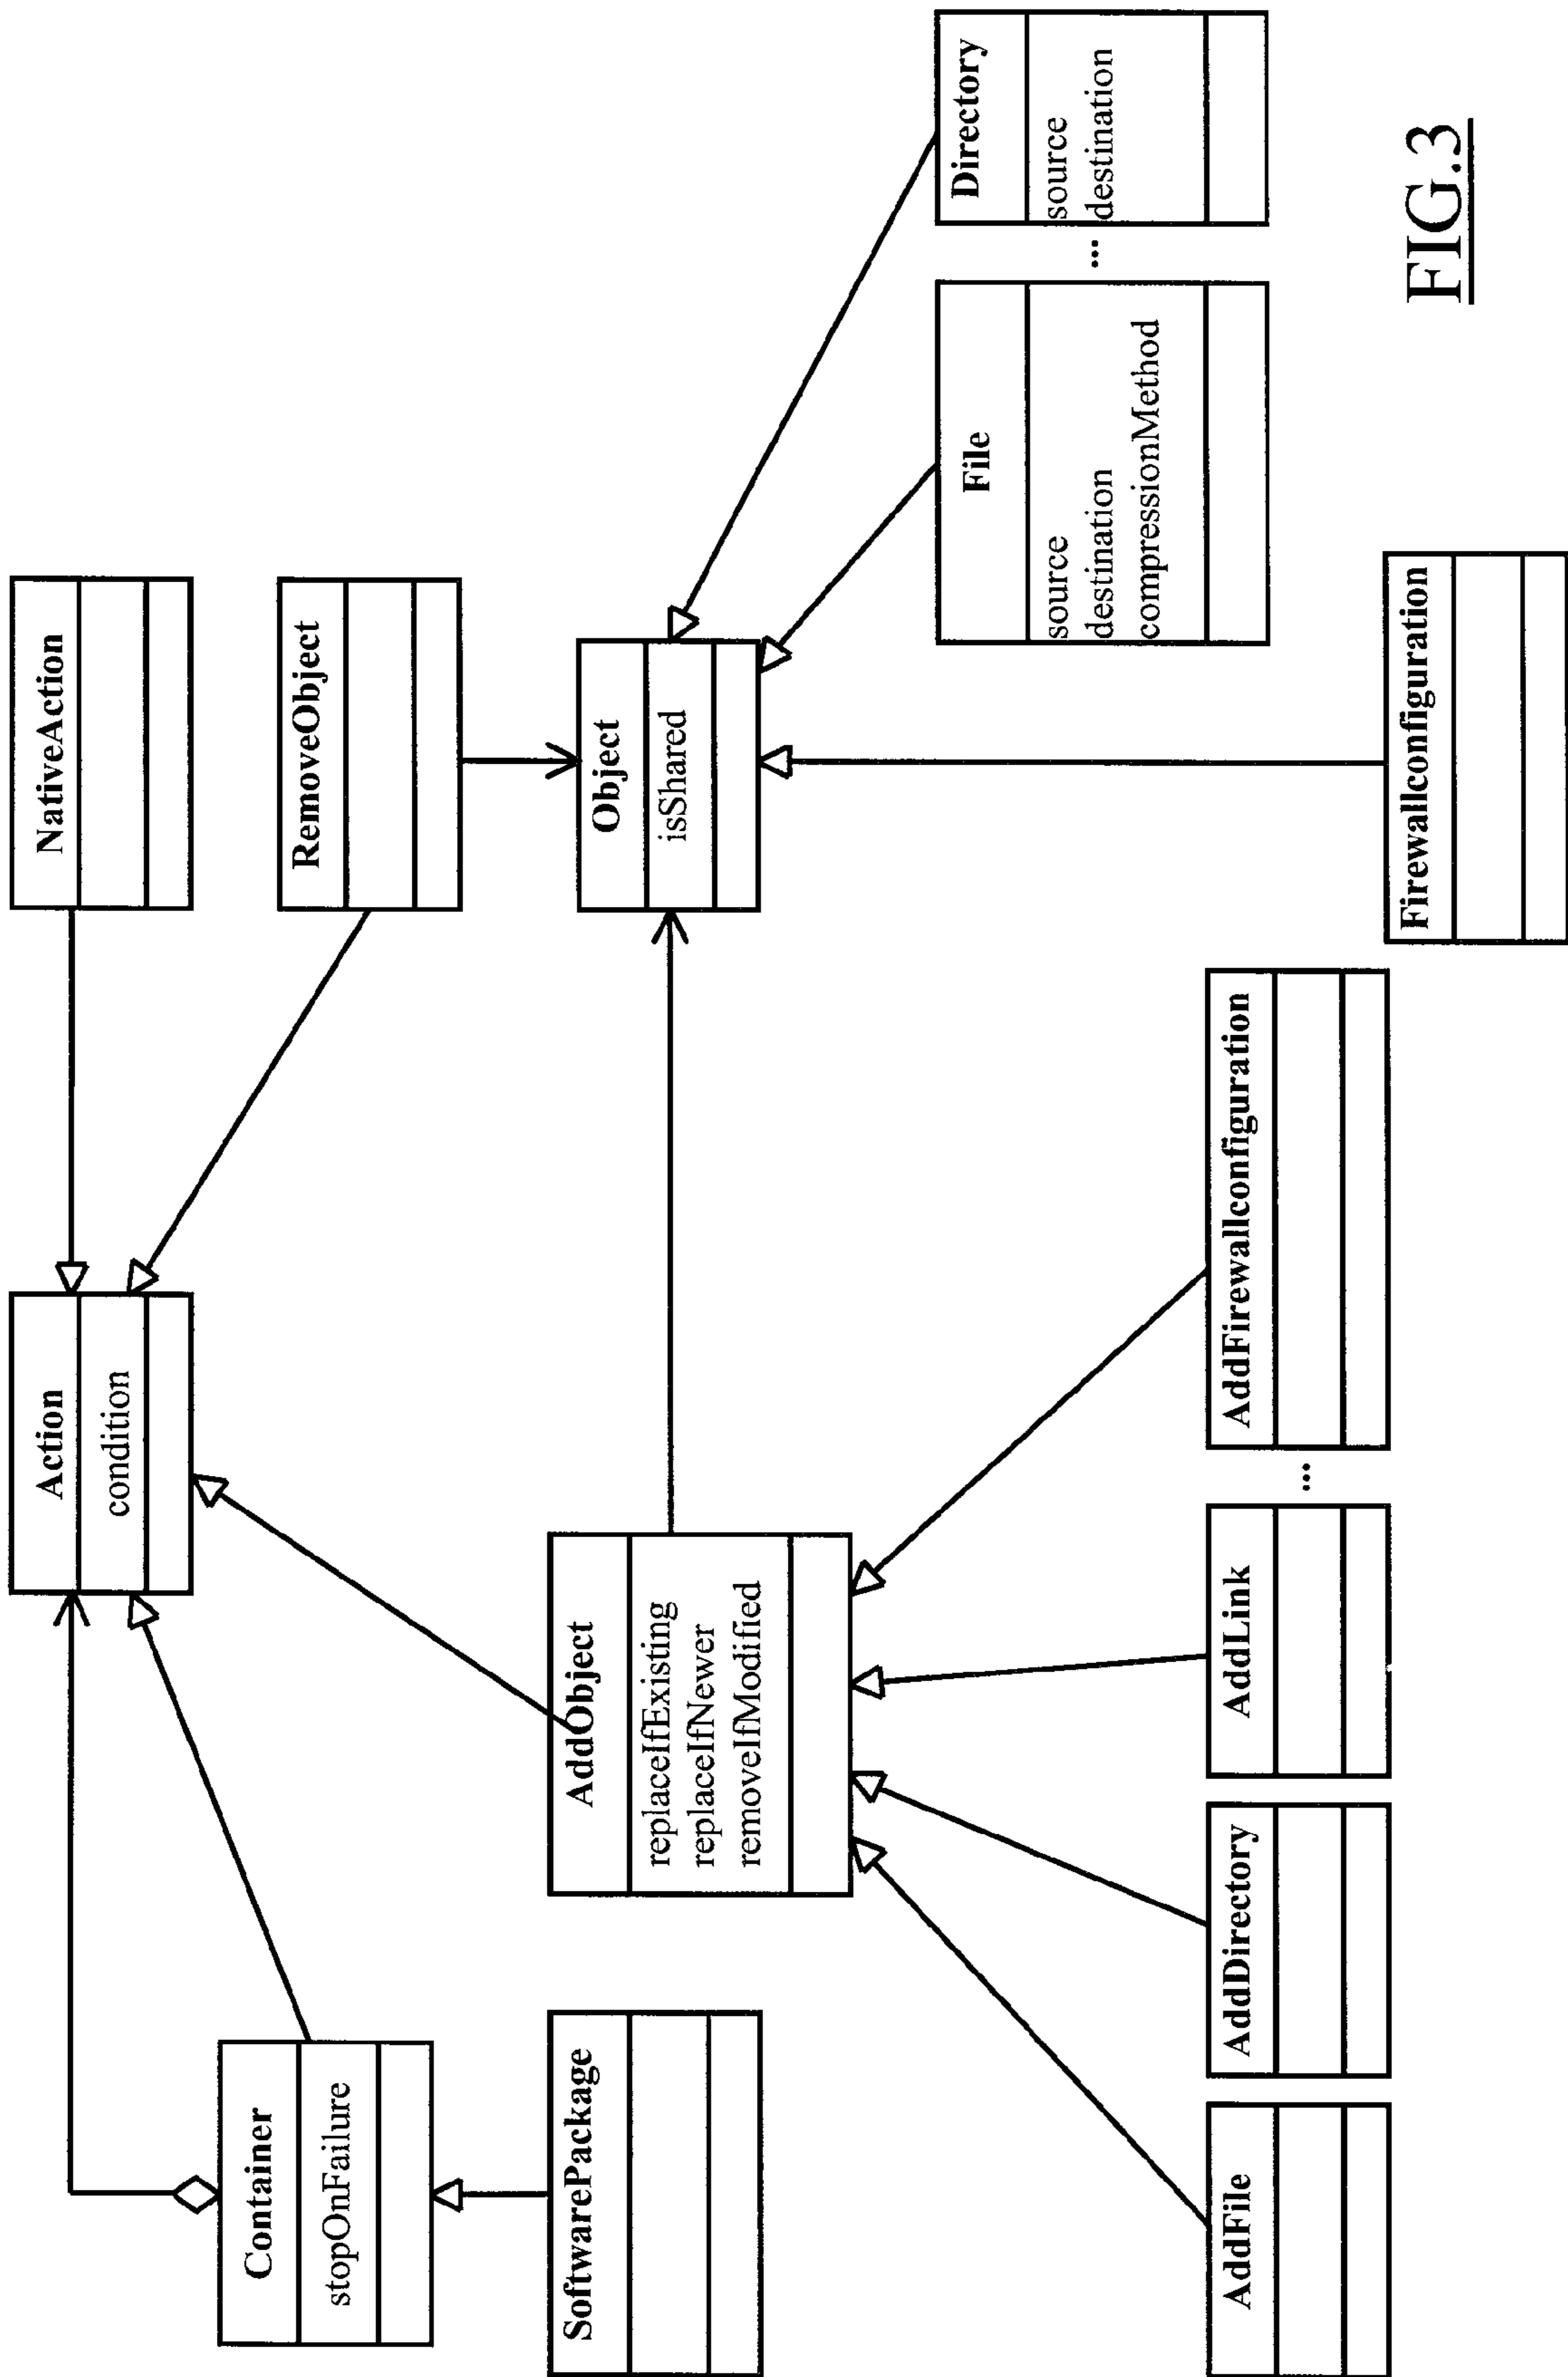 Action
condition
NativeAction
Container
stopOnFailure
RemoveObject
SoftwarePackage
AddObject
replaceIfExisting
replaceIfNewer
removeIfModified
Object
isShared
File
source
destination
compressionMethod
...
Directory
source
destination
AddFile
AddDirectory
AddLink
...
AddFirewallconfiguration
Firewallconfiguration
FIG.3